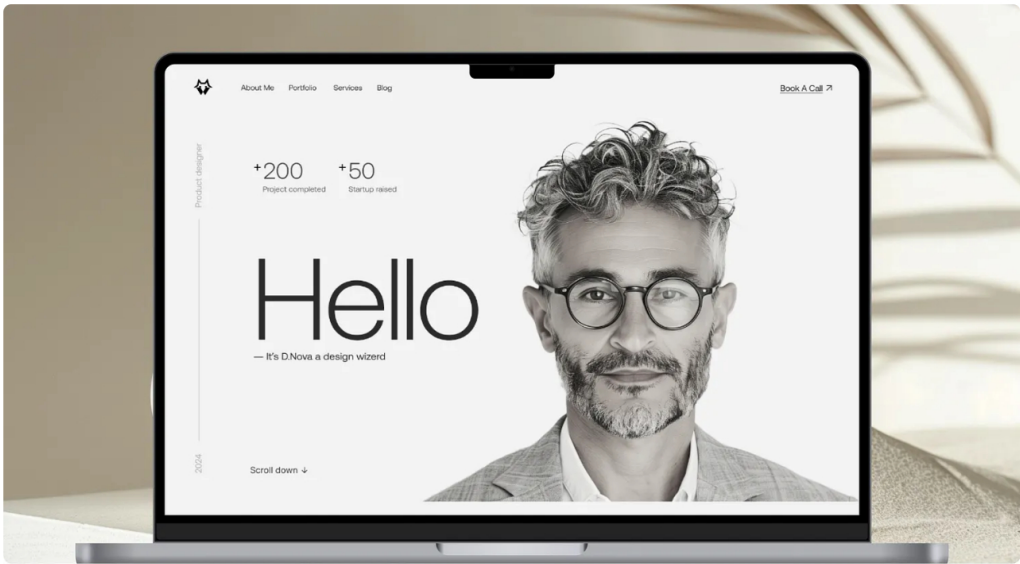 About Me Portfolio Services Blog
Book A Call
Product designer
+200
Project completed
+50
Startup raised
Hello
— It's D.Nova a design wizerd
Scroll down ↓
2024